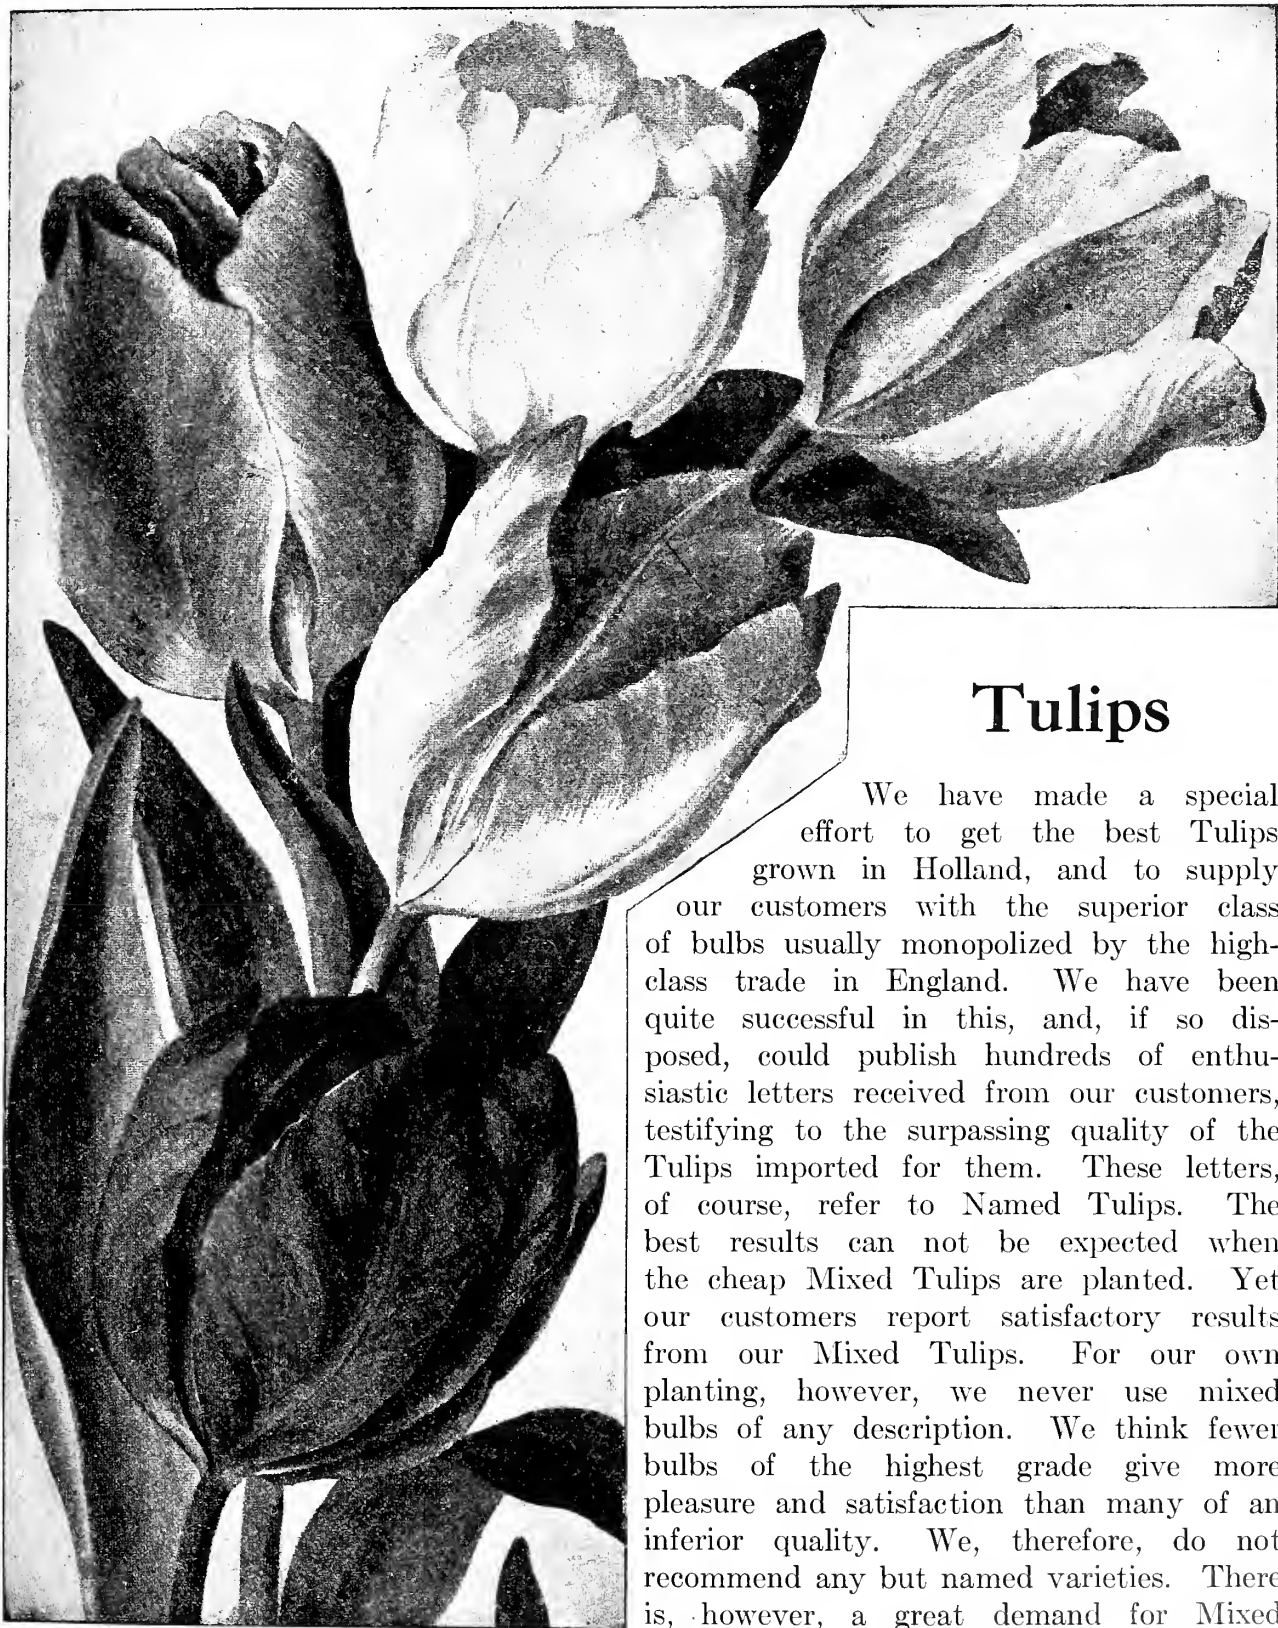 Tulips
We have made a special
effort to get the best Tulips
grown in Holland, and to supply
our customers with the superior class
of bulbs usually monopolized by the high-
class trade in England. We have been
quite successful in this, and, if so dis-
posed, could publish hundreds of enthu-
siastic letters received from our customers,
testifying to the surpassing quality of the
Tulips imported for them. These letters,
of course, refer to Named Tulips. The
best results can not be expected when
the cheap Mixed Tulips are planted. Yet
our customers report satisfactory results
from our Mixed Tulips. For our own
planting, however, we never use mixed
bulbs of any description. We think fewer
bulbs of the highest grade give more
pleasure and satisfaction than many of an
inferior quality. We, therefore, do not
recommend any but named varieties. There
is, however, a great demand for Mixed